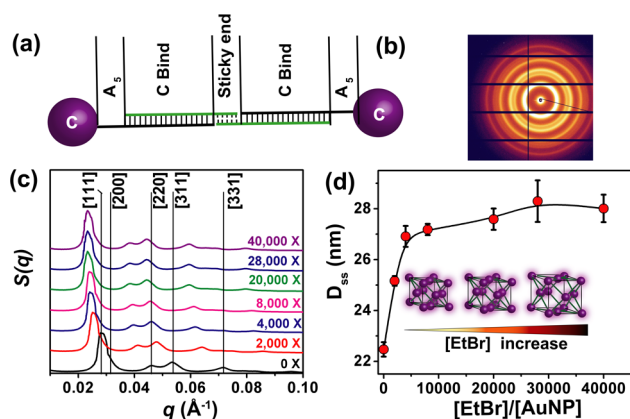 (a)
A5
C Bind
Sticky end
C Bind
A5
C
C
(b)
(c)
[111]
[200]
[220]
[311]
[331]
40,000 X
28,000 X
20,000 X
8,000 X
4,000 X
2,000 X
0 X
S(q)
0.02 0.04 0.06 0.08 0.10
q (Å-1)
(d)
28
26
24
22
Dss (nm)
[EtBr] increase
0 10000 20000 30000 40000
[EtBr]/[AuNP]